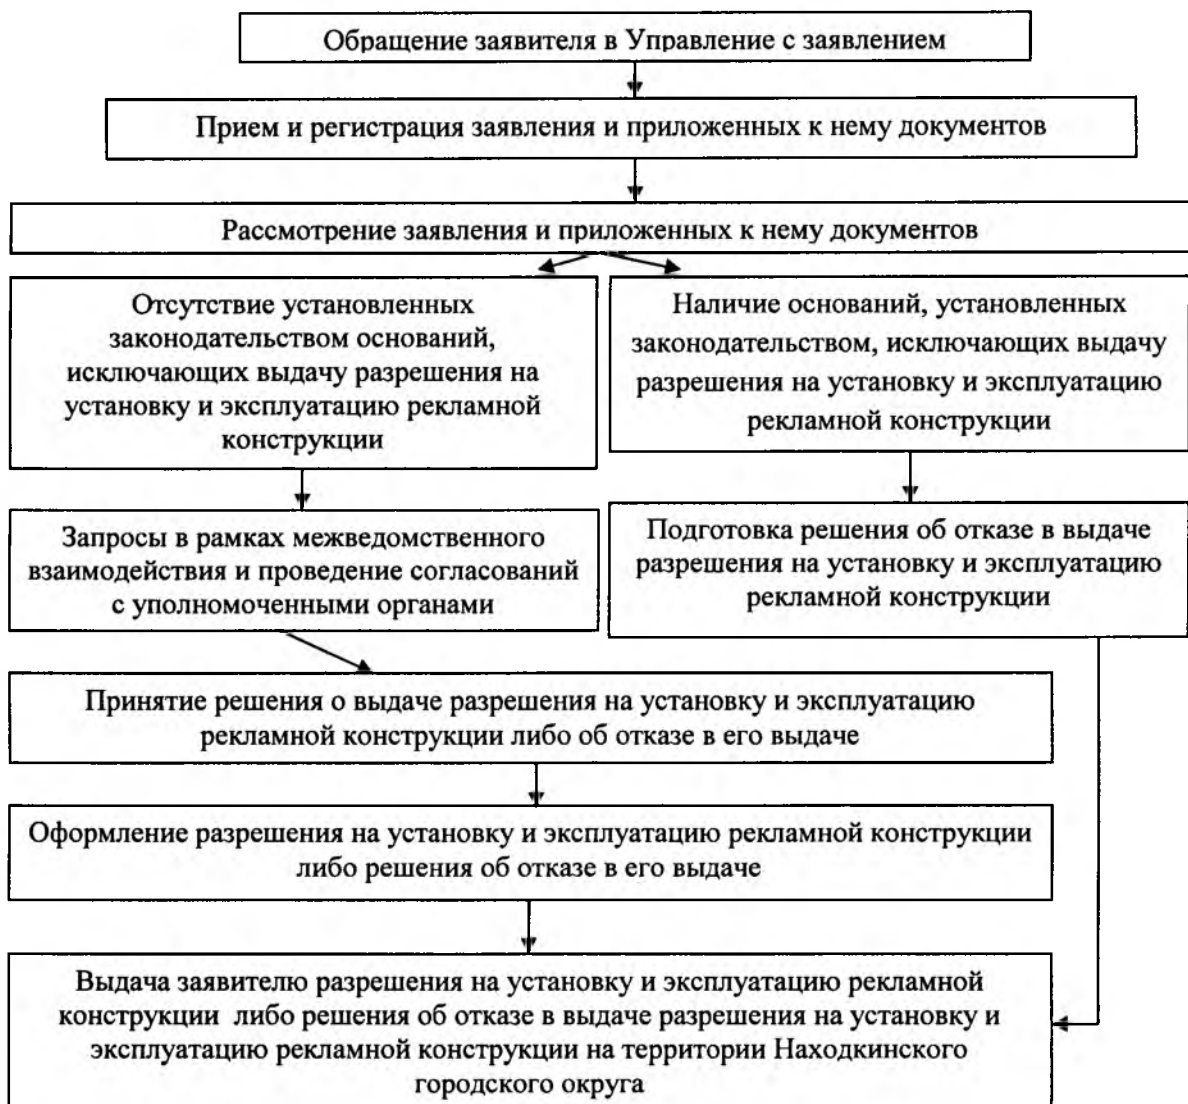 Обращение заявителя в Управление с заявлением
Прием и регистрация заявления и приложенных к нему документов
Рассмотрение заявления и приложенных к нему документов
Отсутствие установленных
законодательством оснований,
исключающих выдачу разрешения на
установку и эксплуатацию рекламной
конструкции
Наличие оснований, установленных
законодательством, исключающих выдачу
разрешения на установку и эксплуатацию
рекламной конструкции
Запросы в рамках межведомственного
взаимодействия и проведение согласований
с уполномоченными органами
Подготовка решения об отказе в выдаче
разрешения на установку и эксплуатацию
рекламной конструкции
Принятие решения о выдаче разрешения на установку и эксплуатацию
рекламной конструкции либо об отказе в его выдаче
Оформление разрешения на установку и эксплуатацию рекламной конструкции
либо решения об отказе в его выдаче
Выдача заявителю разрешения на установку и эксплуатацию рекламной
конструкции либо решения об отказе в выдаче разрешения на установку и
эксплуатацию рекламной конструкции на территории Находкинского
городского округа